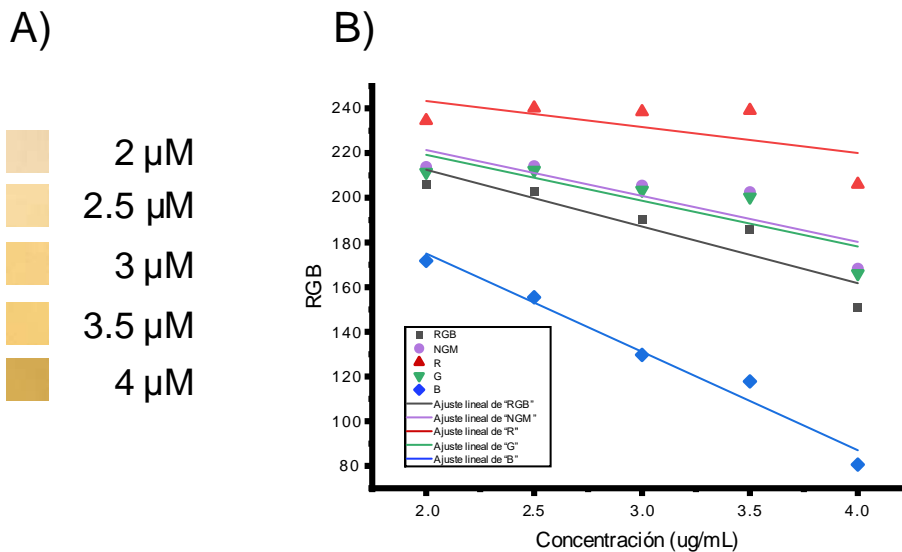 A)
B)
2 µM
2.5 µM
3 µM
3.5 µM
4 µM
RGB
240
220
200
180
160
140
120
100
80
RGB
NGM
R
G
B
Ajuste lineal de “RGB”
Ajuste lineal de “NGM”
Ajuste lineal de “R”
Ajuste lineal de “G”
Ajuste lineal de “B”
2.0
2.5
3.0
3.5
4.0
Concentración (ug/mL)